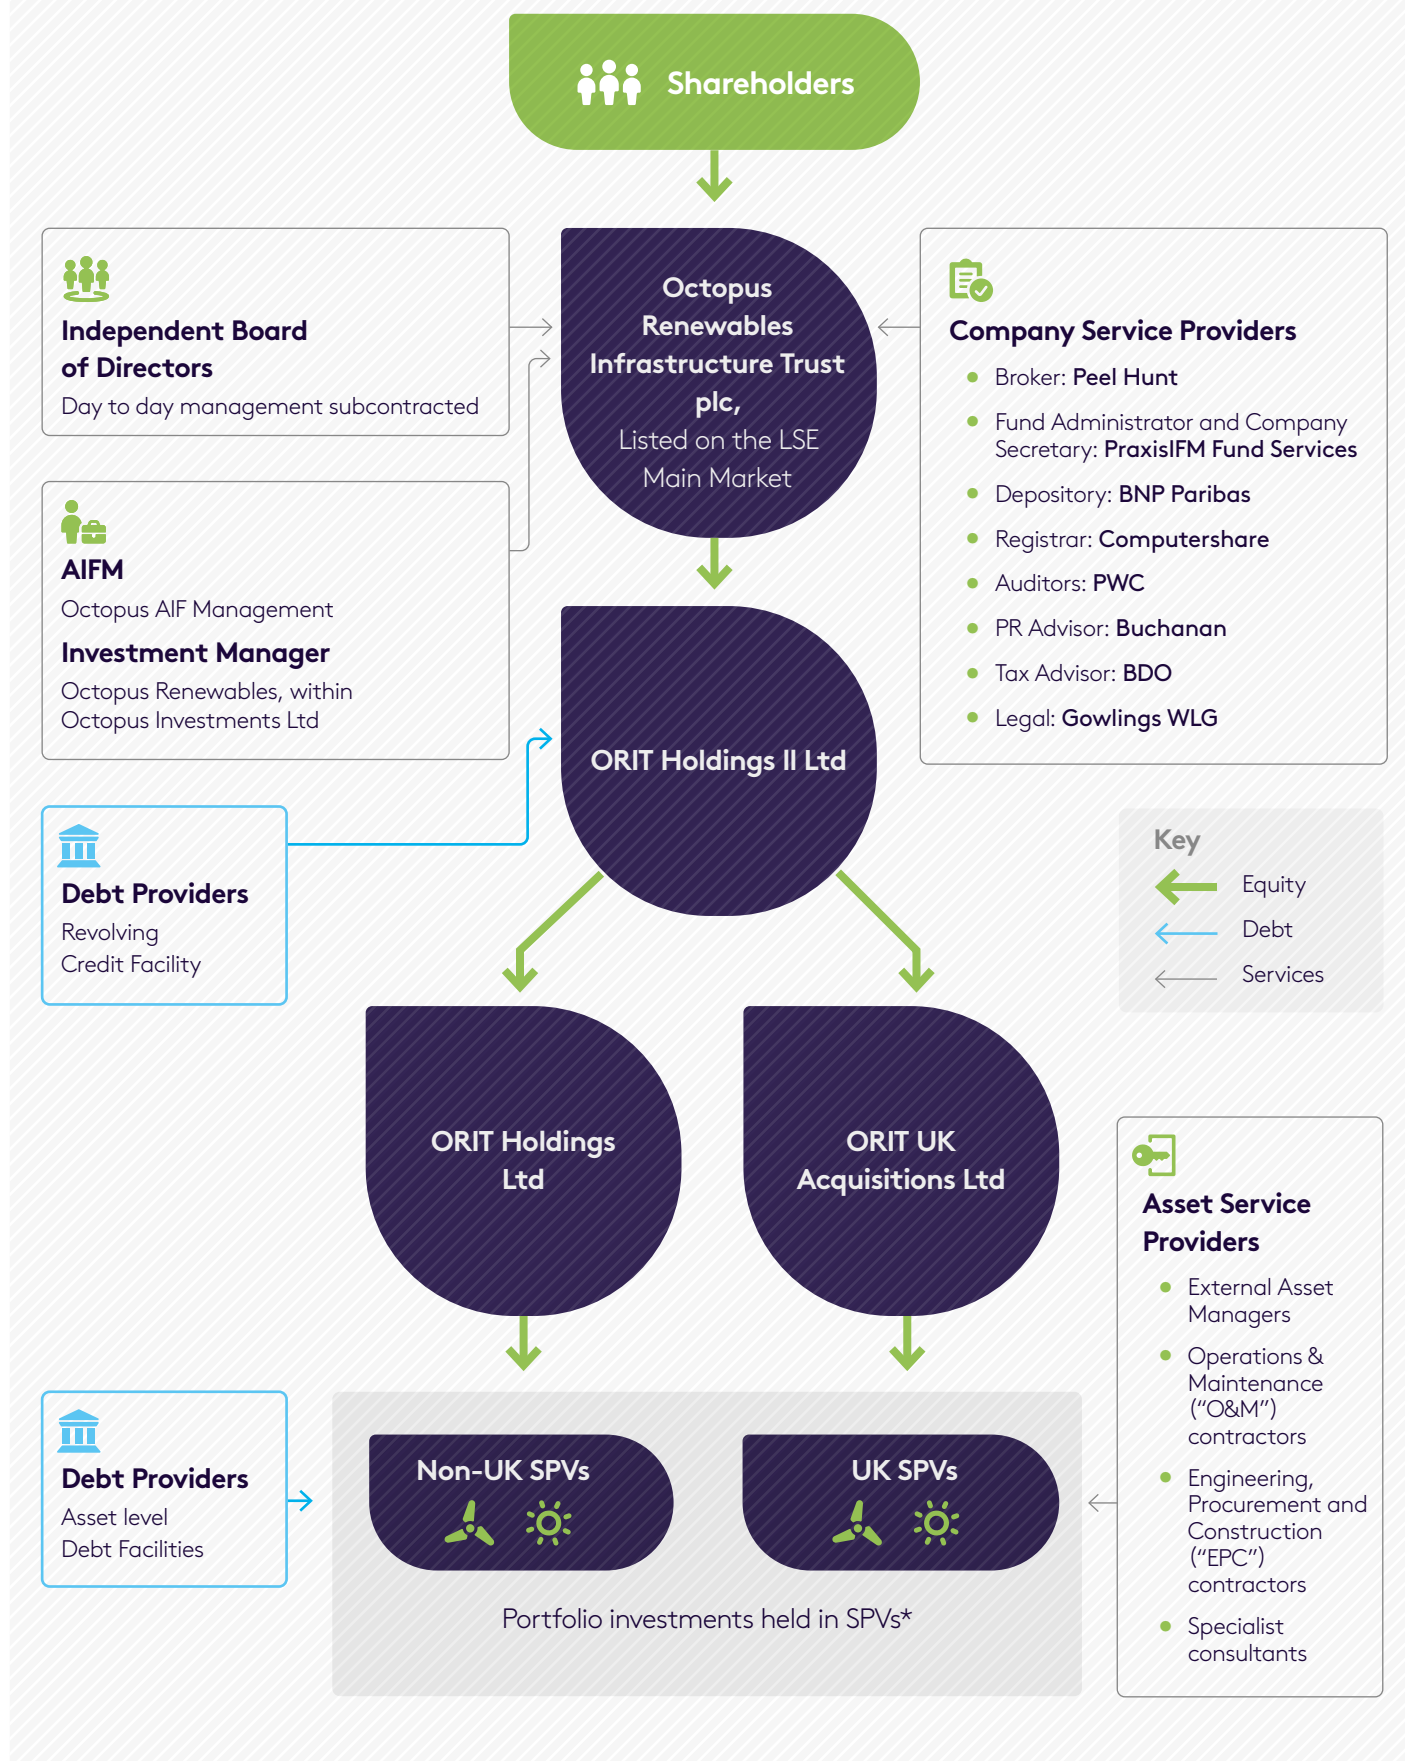 Shareholders
Independent Board
of Directors
Day to day management subcontracted
Octopus
Renewables
Infrastructure Trust
plc,
Listed on the LSE
Main Market
Company Service Providers
Broker: Peel Hunt
Fund Administrator and Company
Secretary: PraxisIFM Fund Services
Depository: BNP Paribas
Registrar: Computershare
Auditors: PWC
PR Advisor: Buchanan
Tax Advisor: BDO
Legal: Gowlings WLG
AIFM
Octopus AIF Management
Investment Manager
Octopus Renewables, within
Octopus Investments Ltd
ORIT Holdings II Ltd
Debt Providers
Revolving
Credit Facility
Key
Equity
Debt
Services
ORIT Holdings
Ltd
ORIT UK
Acquisitions Ltd
Asset Service
Providers
External Asset
Managers
Operations &
Maintenance
(“O&M”)
contractors
Engineering,
Procurement and
Construction
(“EPC”)
contractors
Specialist
consultants
Debt Providers
Asset level
Debt Facilities
Non-UK SPVs
UK SPVs
Portfolio investments held in SPVs*